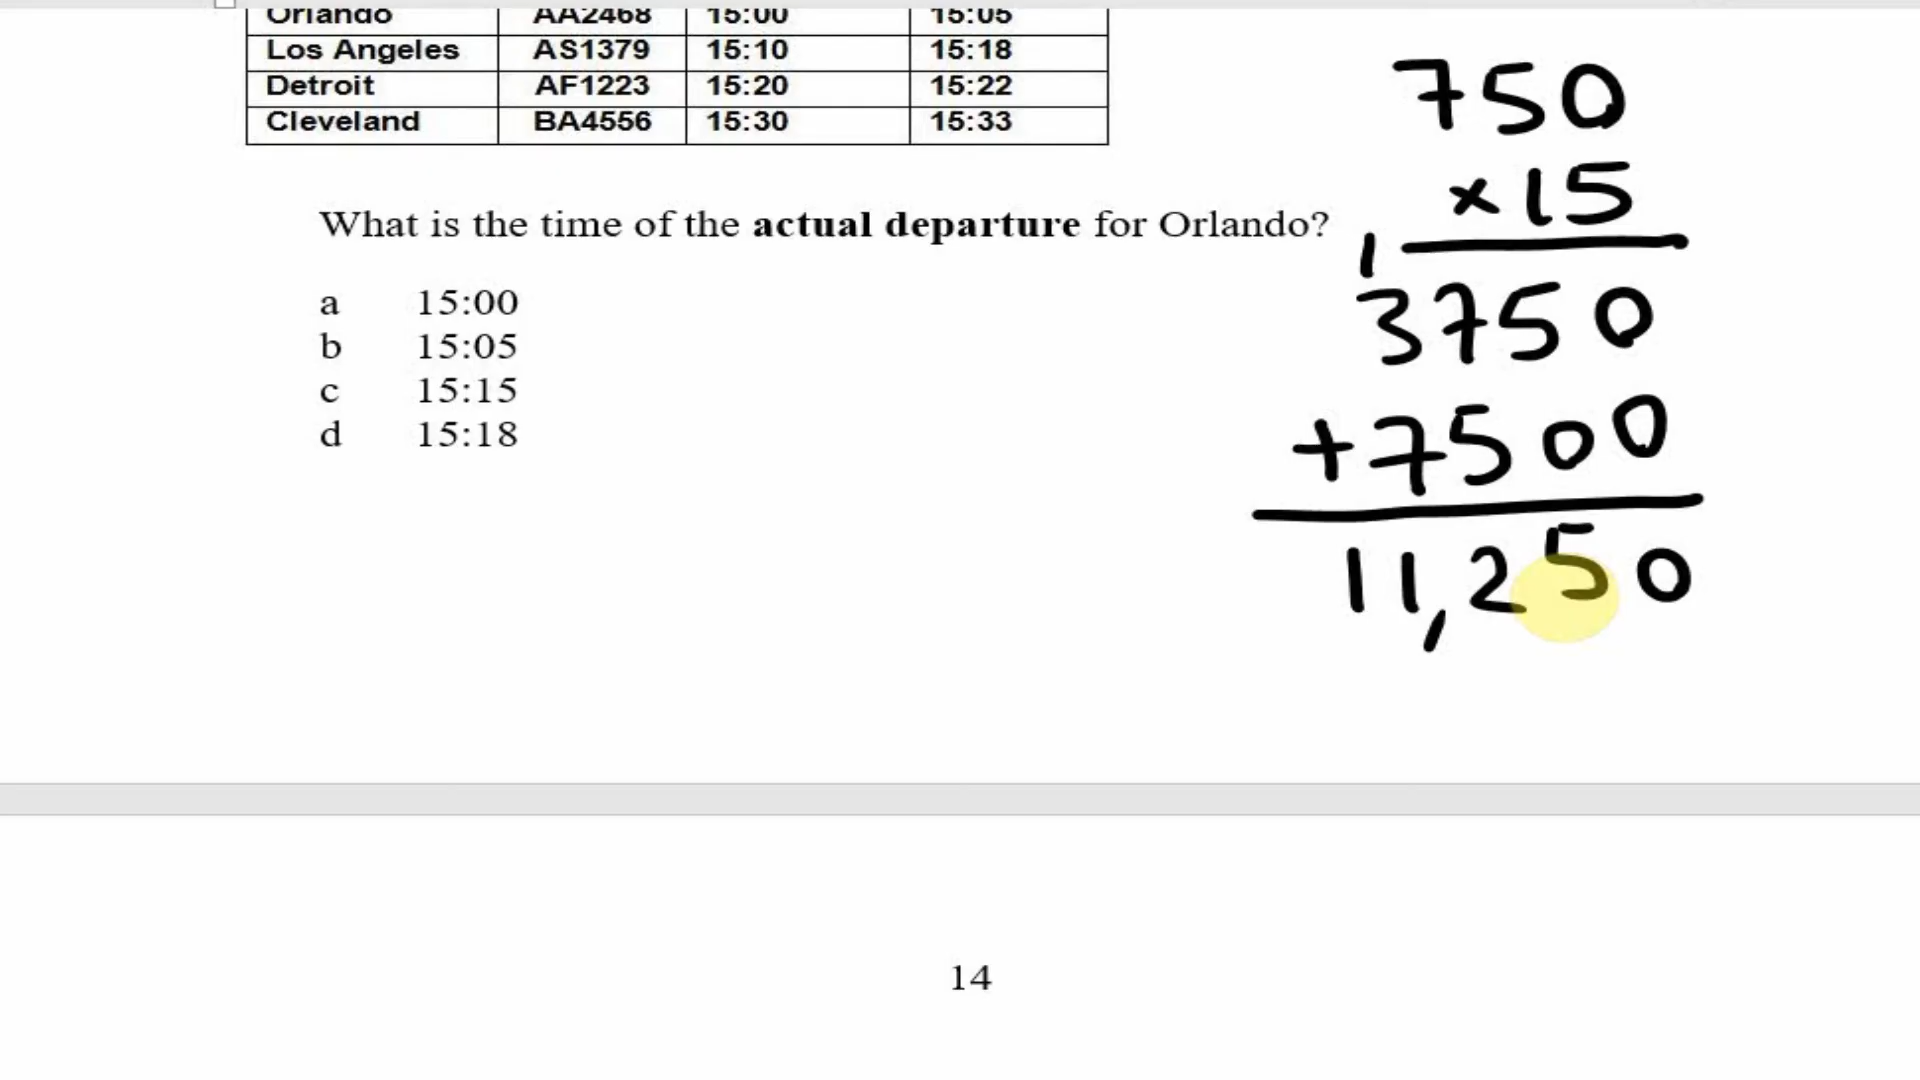 Orlando AA2468 15:00 15:05
Los Angeles AS1379 15:10 15:18
Detroit AF1223 15:20 15:22
Cleveland BA4556 15:30 15:33
What is the time of the actual departure for Orlando?
a 15:00
b 15:05
c 15:15
d 15:18
750
×15
1
3750
+7500
11,250
14